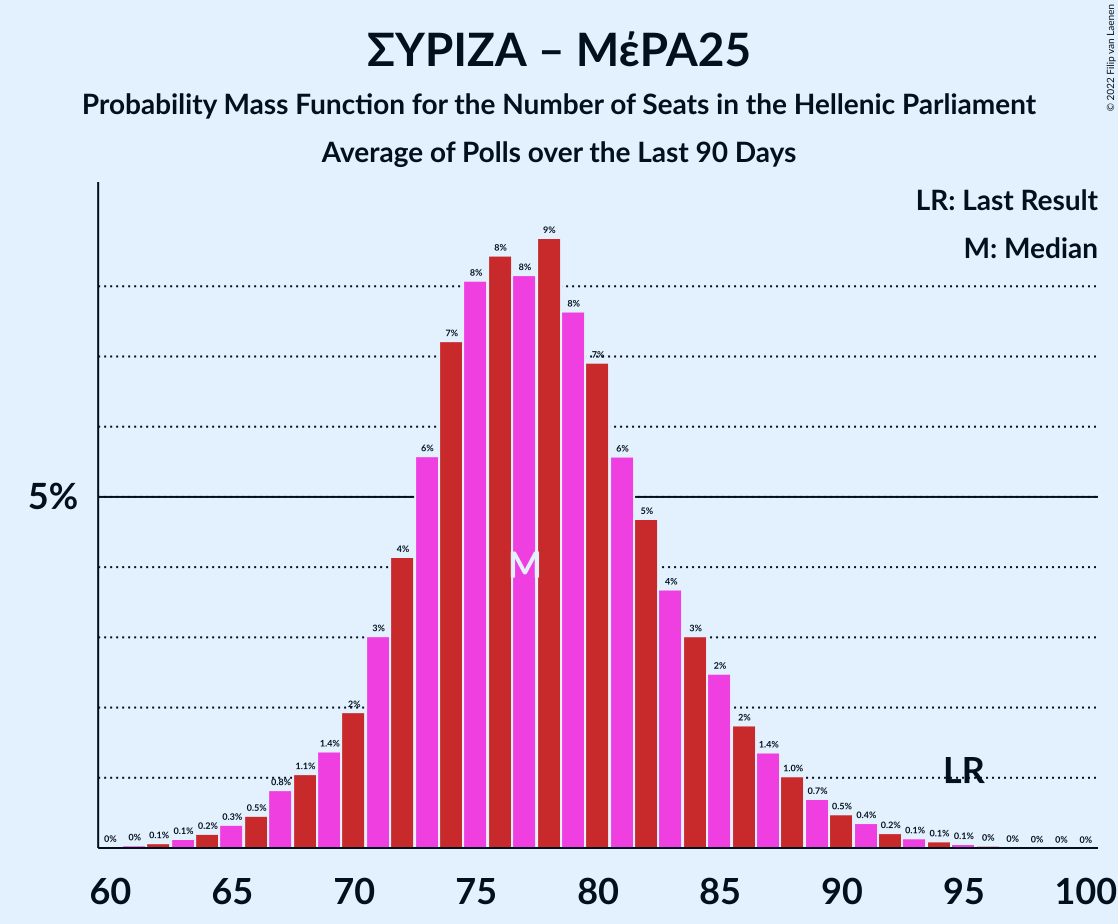 ΣΥΡΙΖΑ – ΜέΡΑ25
Probability Mass Function for the Number of Seats in the Hellenic Parliament
Average of Polls over the Last 90 Days
© 2022 Filip van Laenen
LR: Last Result
M: Median
5%
0% 0% 0.1% 0.1% 0.2% 0.3% 0.5% 0.8% 1.1% 1.4% 2% 3% 4% 6% 7% 8% 8% 8% 9% 8% 7% 6% 5% 4% 3% 2% 2% 1.4% 1.0% 0.7% 0.5% 0.4% 0.2% 0.1% 0.1% 0.1% 0% 0% 0% 0% 0%
M
LR
60 65 70 75 80 85 90 95 100